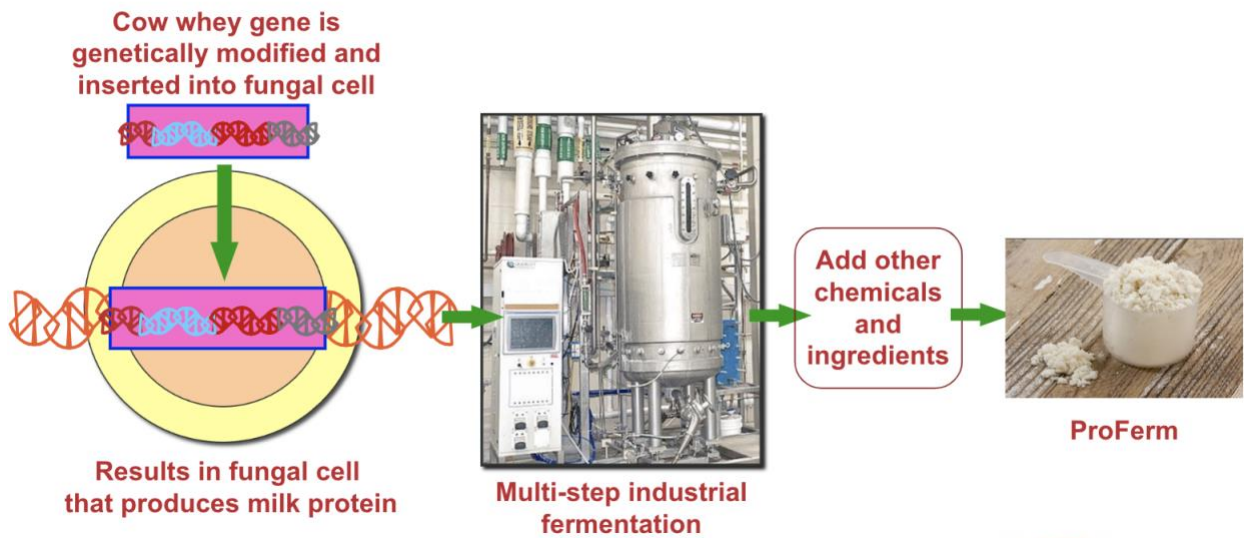 Cow whey gene is
genetically modified and
inserted into fungal cell
Results in fungal cell
that produces milk protein
Multi-step industrial
fermentation
Add other
chemicals
and
ingredients
ProFerm